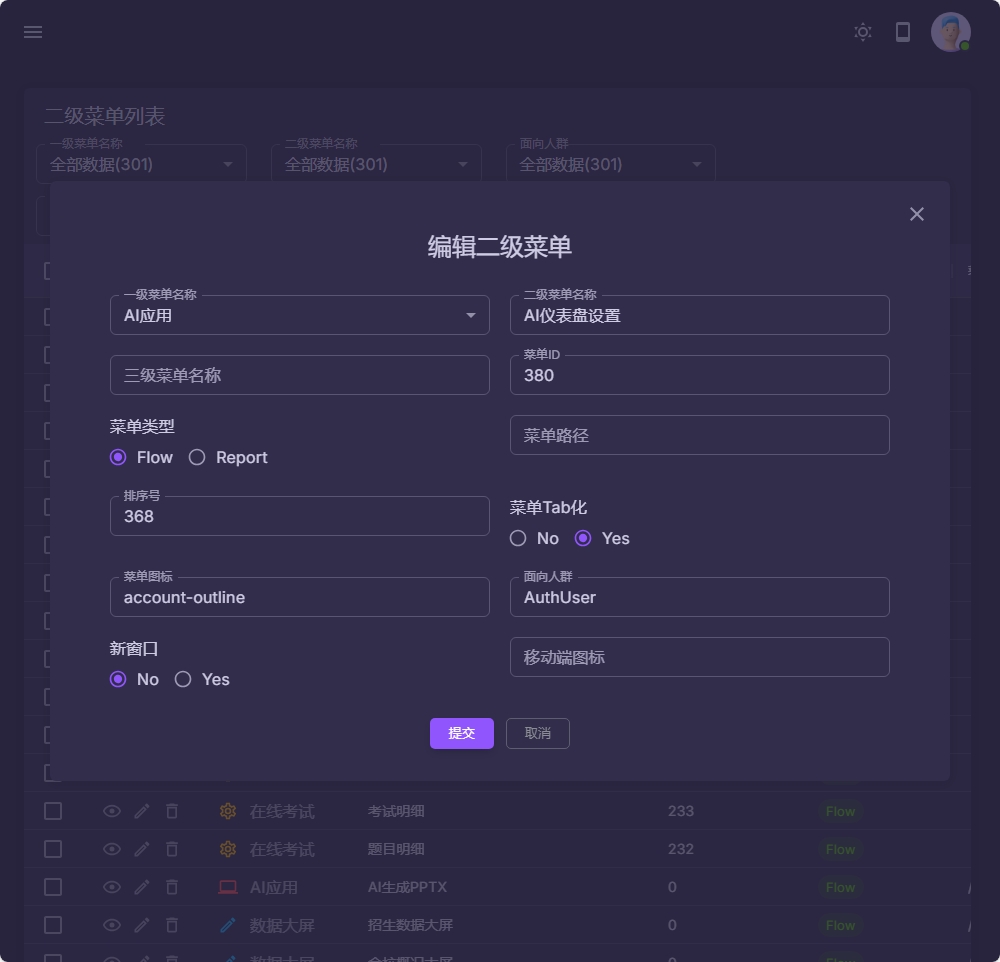 二级菜单列表
一级菜单名称 二级菜单名称 面向人群
全部数据(301) 全部数据(301) 全部数据(301)
编辑二级菜单
一级菜单名称 二级菜单名称
AI应用 AI仪表盘设置
菜单ID
三级菜单名称 380
菜单类型
菜单路径
Flow Report
排序号
368 菜单Tab化
No Yes
菜单图标 面向人群
account-outline AuthUser
新窗口 移动端图标
No Yes
提交 取消
在线考试 考试明细 233 Flow
在线考试 题目明细 232 Flow
AI应用 AI生成PPTX 0 Flow
数据大屏 招生数据大屏 0 Flow